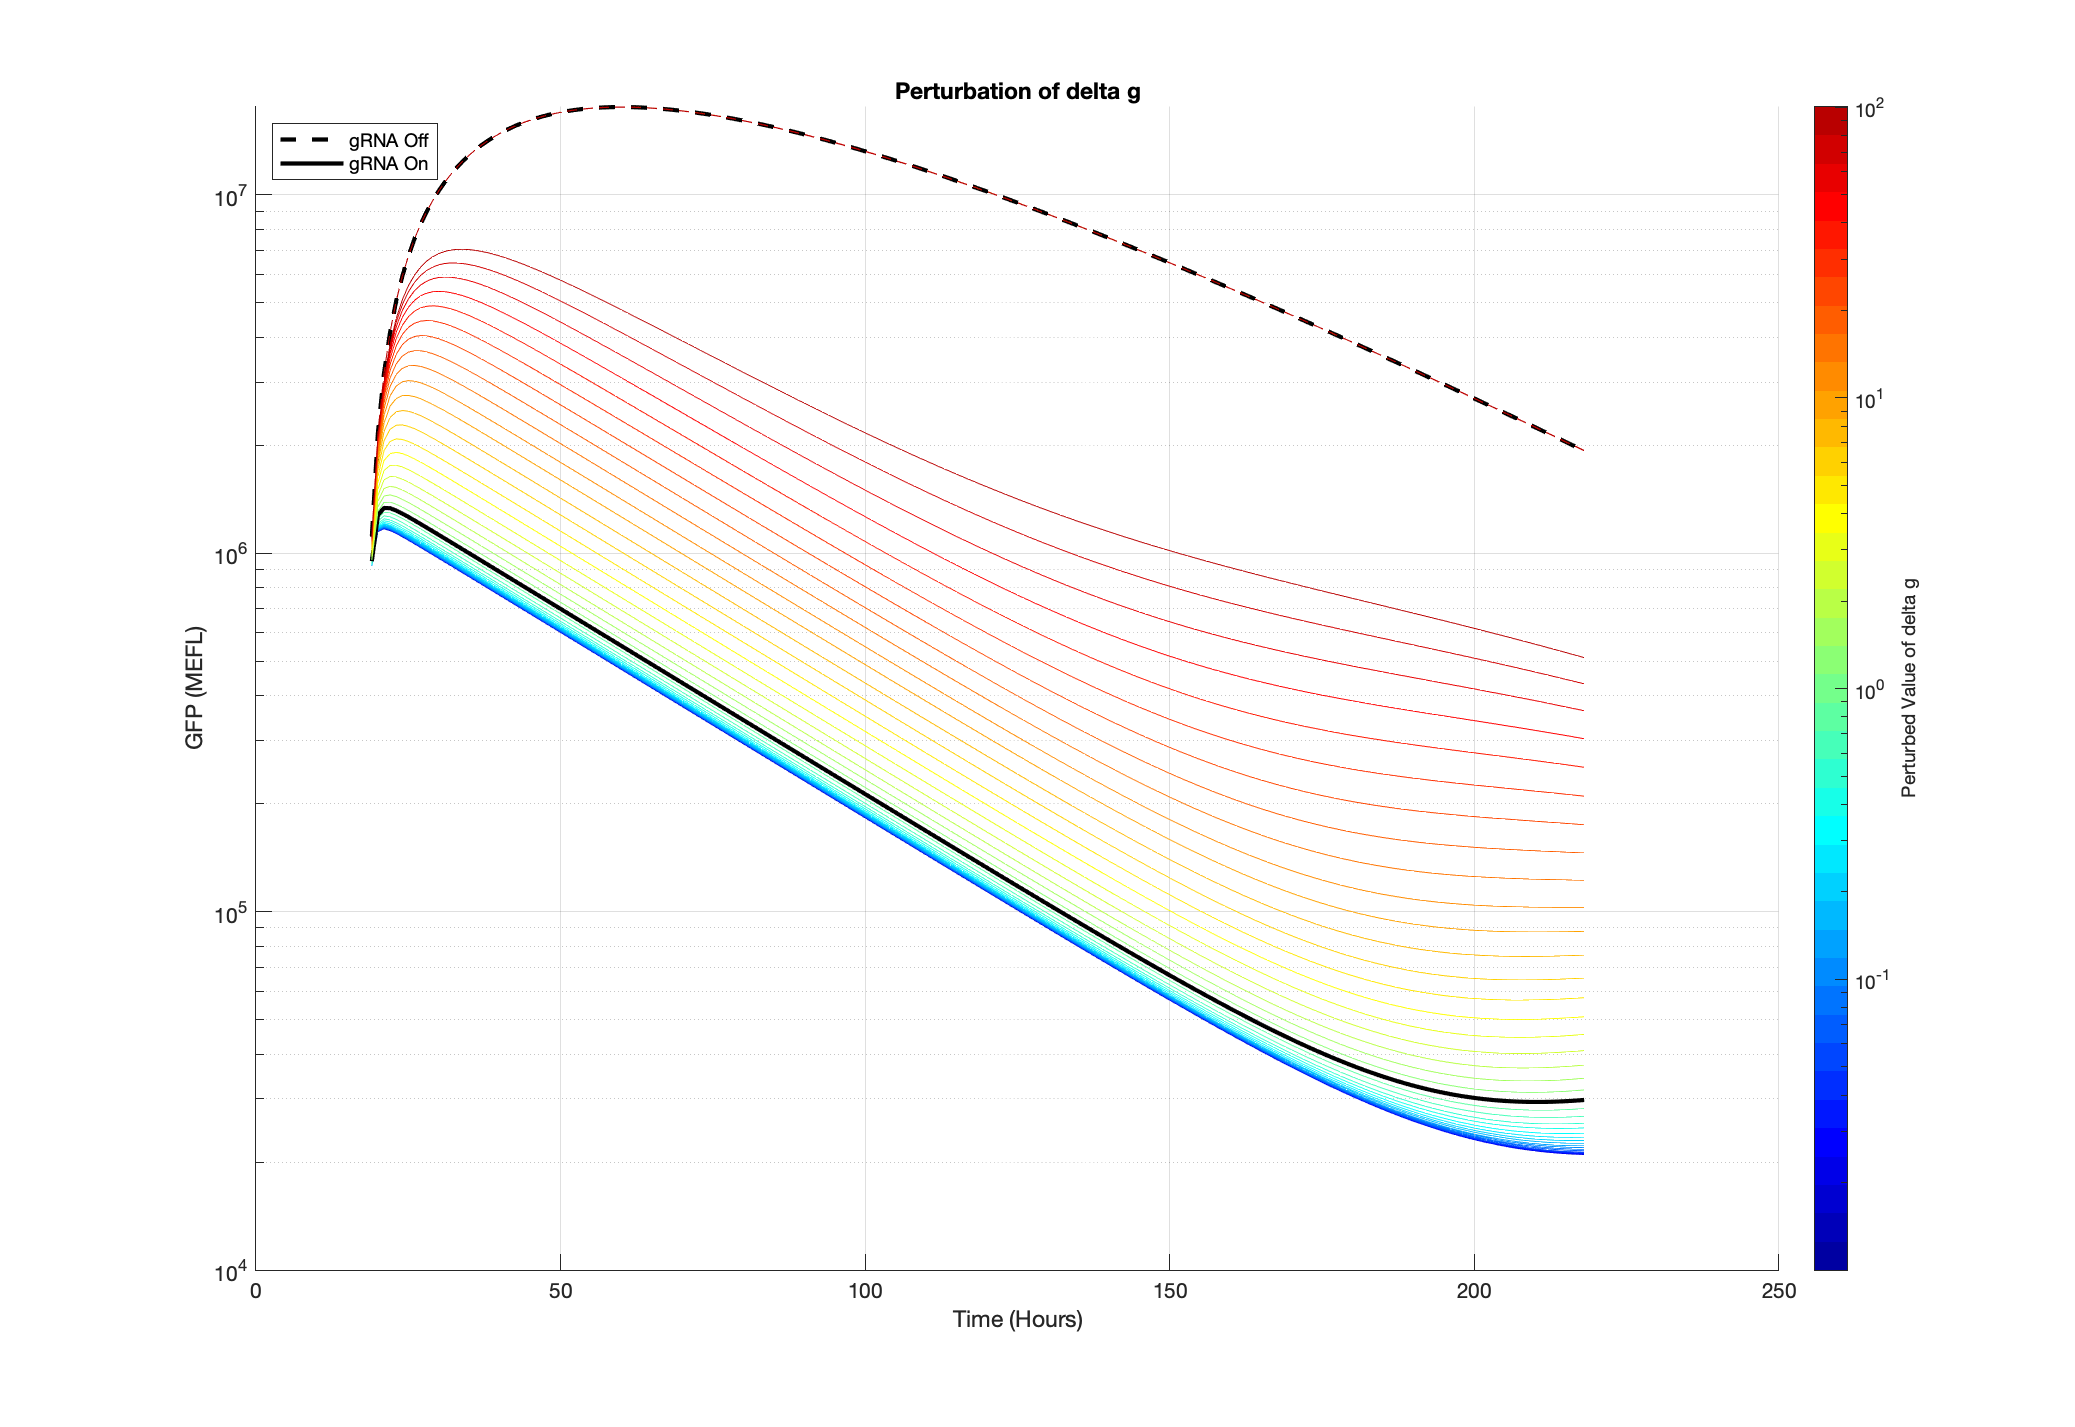 Perturbation of delta g
gRNA Off
gRNA On
10^7
10^6
10^5
10^4
GFP (MEFL)
0 50 100 150 200 250
Time (Hours)
10^2
10^1
10^0
10^-1
Perturbed Value of delta g